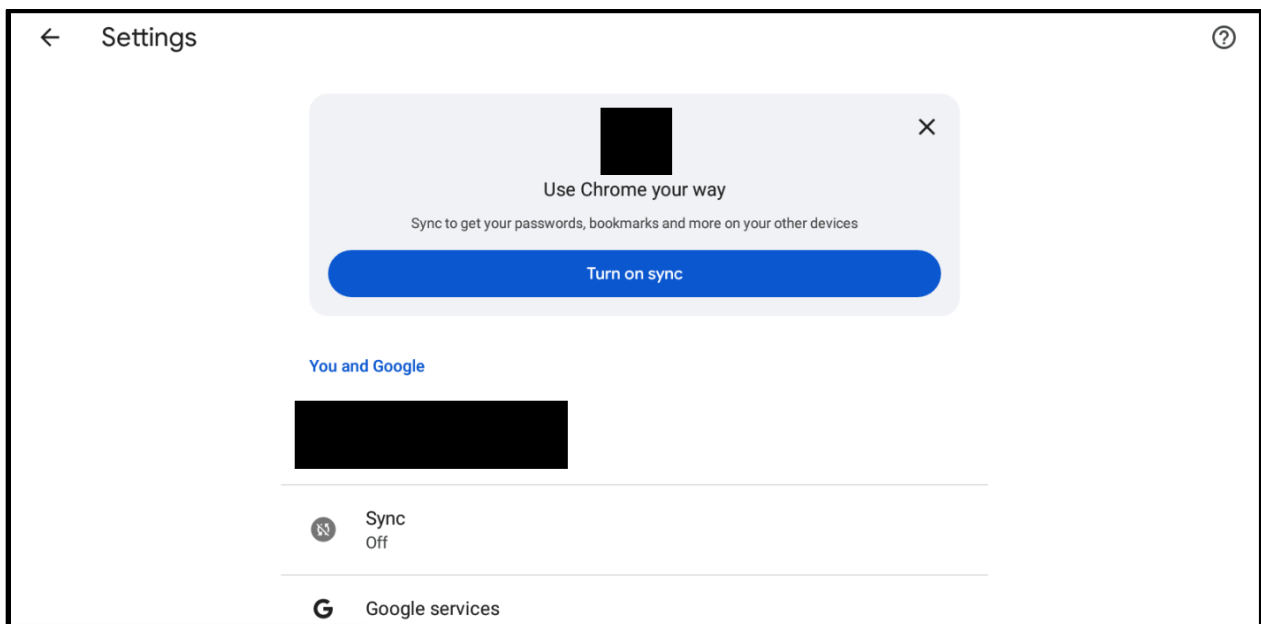 Settings
Use Chrome your way
Sync to get your passwords, bookmarks and more on your other devices
Turn on sync
You and Google
Sync
Off
Google services